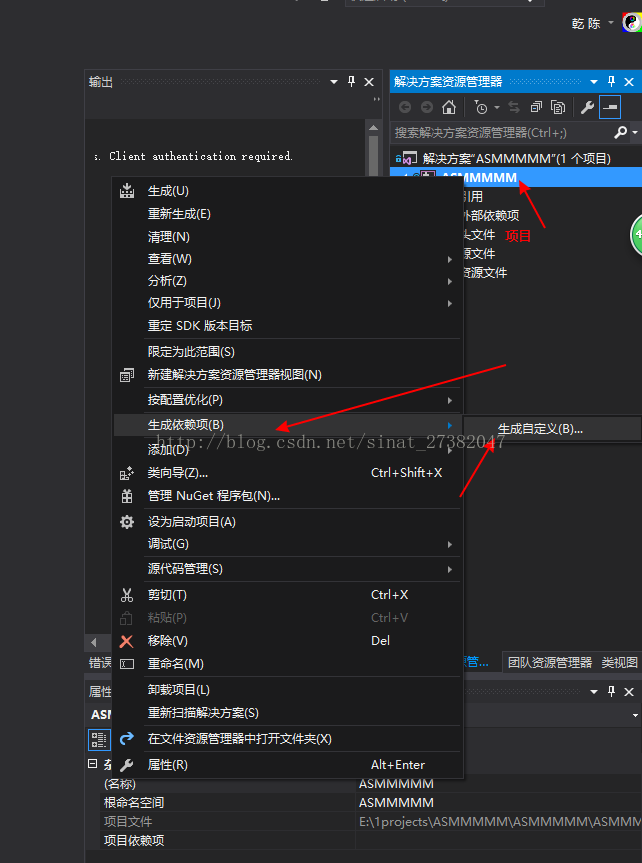 乾 陈
输出
s. Client authentication required.
解决方案资源管理器
搜索解决方案资源管理器(Ctrl+;)
解决方案"ASMMMMM"(1 个项目)
ASMMMMM
引用
外部依赖项
头文件
项目
源文件
资源文件
生成(U)
重新生成(E)
清理(N)
查看(W)
分析(Z)
仅用于项目(J)
重定 SDK 版本目标
限定为此范围(S)
新建解决方案资源管理器视图(N)
按配置优化(P)
生成依赖项(B)
生成自定义(B)...
http://blog.csdn.net/sinat_27382047
添加(D)
类向导(Z)... Ctrl+Shift+X
管理 NuGet 程序包(N)...
设为启动项目(A)
调试(G)
源代码管理(S)
剪切(T) Ctrl+X
粘贴(P) Ctrl+V
移除(V) Del
重命名(M)
卸载项目(L)
重新扫描解决方案(S)
在文件资源管理器中打开文件夹(X)
属性(R) Alt+Enter
错误
源管... 团队资源管理器 类视图
属性
ASM
杂
(名称) ASMMMMM
根命名空间 ASMMMMM
项目文件 E:\1projects\ASMMMMM\ASMMMMM\ASMMM
项目依赖项